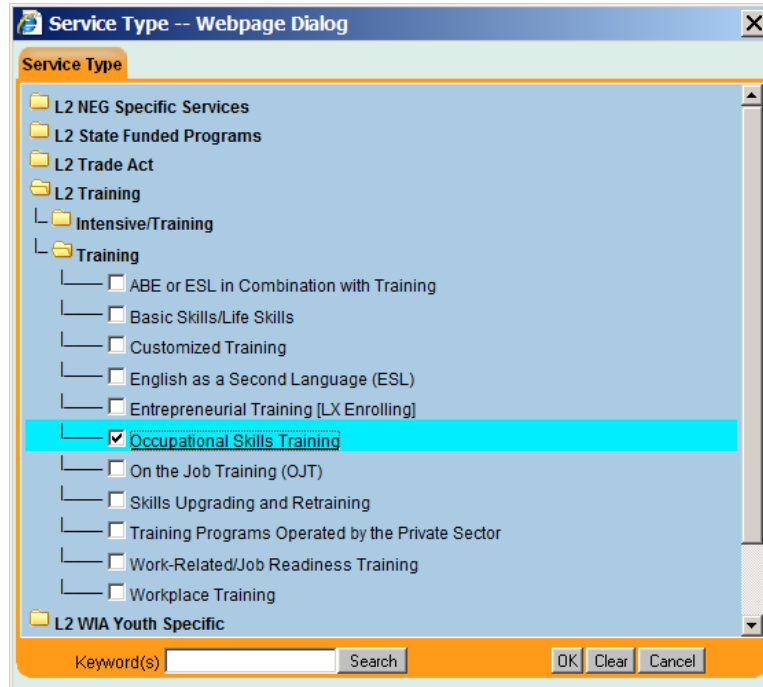 Service Type -- Webpage Dialog
Service Type
L2 NEG Specific Services
L2 State Funded Programs
L2 Trade Act
L2 Training
Intensive/Training
Training
ABE or ESL in Combination with Training
Basic Skills/Life Skills
Customized Training
English as a Second Language (ESL)
Entrepreneurial Training [LX Enrolling]
Occupational Skills Training
On the Job Training (OJT)
Skills Upgrading and Retraining
Training Programs Operated by the Private Sector
Work-Related/Job Readiness Training
Workplace Training
L2 WIA Youth Specific
Keyword(s) Search OK Clear Cancel